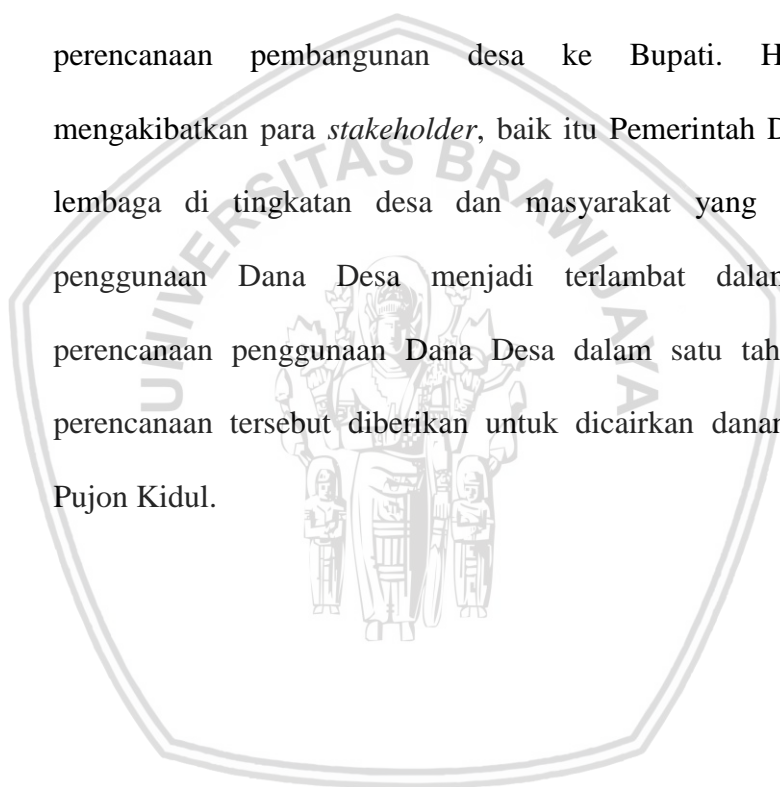 perencanaan pembangunan desa ke Bupati. H
mengakibatkan para stakeholder, baik itu Pemerintah D
lembaga di tingkatan desa dan masyarakat yang
penggunaan Dana Desa menjadi terlambat dalam
perencanaan penggunaan Dana Desa dalam satu tah
perencanaan tersebut diberikan untuk dicairkan danan
Pujon Kidul.
UNIVERSITAS BRAWIJAYA